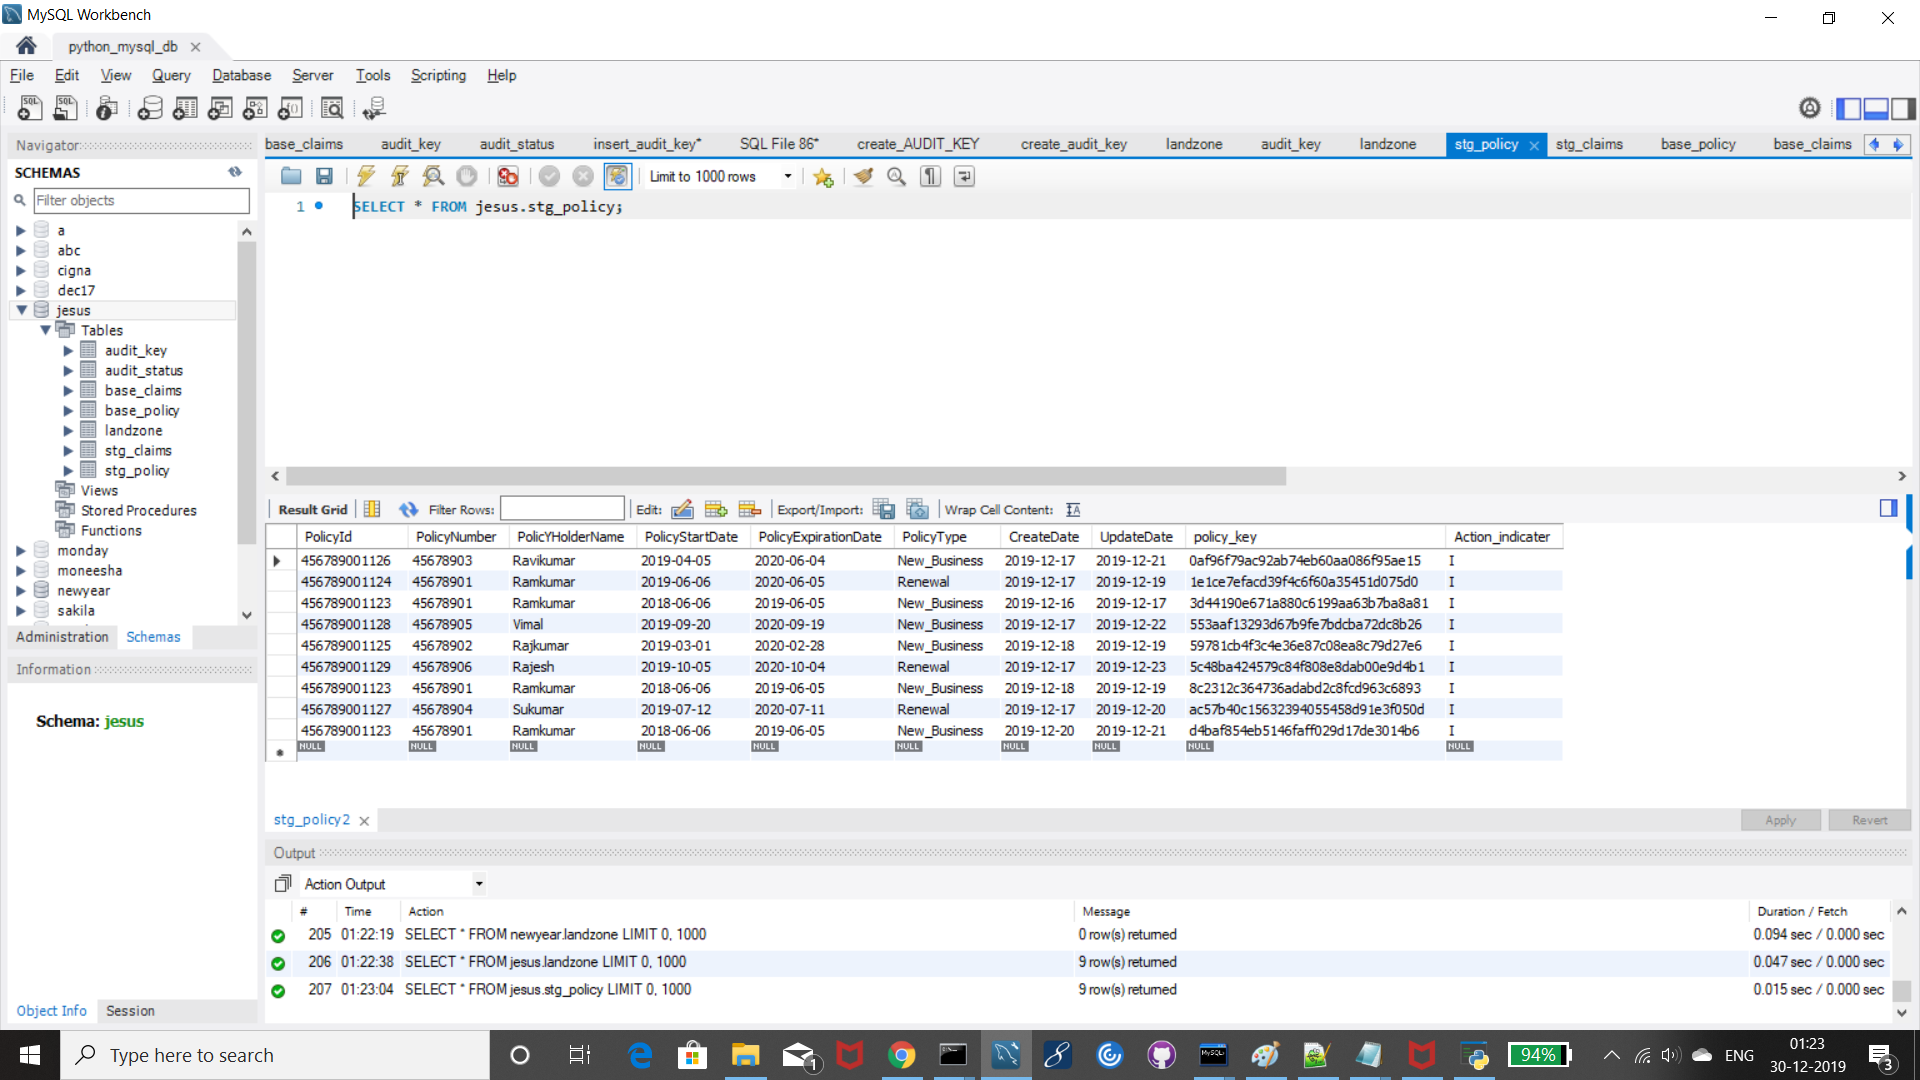 MySQL Workbench
python_mysql_db
File Edit View Query Database Server Tools Scripting Help
Navigator
SCHEMAS
Filter objects
a
abc
cigna
dec17
jesus
Tables
audit_key
audit_status
base_claims
base_policy
landzone
stg_claims
stg_policy
Views
Stored Procedures
Functions
monday
moneesha
newyear
sakila
Administration Schemas
Information
Schema: jesus
Object Info Session
base_claims audit_key audit_status insert_audit_key* SQL File 86* create_AUDIT_KEY create_audit_key landzone audit_key landzone stg_policy stg_claims base_policy base_claims
Limit to 1000 rows
1 SELECT * FROM jesus.stg_policy;
Result Grid Filter Rows: Edit: Export/Import: Wrap Cell Content:
PolicyId PolicyNumber PolicYHolderName PolicyStartDate PolicyExpirationDate PolicyType CreateDate UpdateDate policy_key Action_indicater
456789001126 45678903 Ravikumar 2019-04-05 2020-06-04 New_Business 2019-12-17 2019-12-21 0af96f79ac92ab74eb60aa086f95ae15 I
456789001124 45678901 Ramkumar 2019-06-06 2020-06-05 Renewal 2019-12-17 2019-12-19 1e1ce7efacd39f4c6f60a35451d075d0 I
456789001123 45678901 Ramkumar 2018-06-06 2019-06-05 New_Business 2019-12-16 2019-12-17 3d44190e671a880c6199aa63b7ba8a81 I
456789001128 45678905 Vimal 2019-09-20 2020-09-19 New_Business 2019-12-17 2019-12-22 553aaf13293d67b9fe7bdcba72dc8b26 I
456789001125 45678902 Rajkumar 2019-03-01 2020-02-28 New_Business 2019-12-18 2019-12-19 59781cb4f3c4e36e87c08ea8c79d27e6 I
456789001129 45678906 Rajesh 2019-10-05 2020-10-04 Renewal 2019-12-17 2019-12-23 5c48ba424579c84f808e8dab00e9d4b1 I
456789001123 45678901 Ramkumar 2018-06-06 2019-06-05 New_Business 2019-12-18 2019-12-19 8c2312c364736adabd2c8fcd963c6893 I
456789001127 45678904 Sukumar 2019-07-12 2020-07-11 Renewal 2019-12-17 2019-12-20 ac57b40c15632394055458d91e3f050d I
456789001123 45678901 Ramkumar 2018-06-06 2019-06-05 New_Business 2019-12-20 2019-12-21 d4baf854eb5146faff029d17de3014b6 I
NULL NULL NULL NULL NULL NULL NULL NULL NULL NULL
stg_policy2 Apply Revert
Output
Action Output
# Time Action Message Duration / Fetch
205 01:22:19 SELECT * FROM newyear.landzone LIMIT 0, 1000 0 row(s) returned 0.094 sec / 0.000 sec
206 01:22:38 SELECT * FROM jesus.landzone LIMIT 0, 1000 9 row(s) returned 0.047 sec / 0.000 sec
207 01:23:04 SELECT * FROM jesus.stg_policy LIMIT 0, 1000 9 row(s) returned 0.015 sec / 0.000 sec
Type here to search 1 94% ENG 01:23
30-12-2019 3